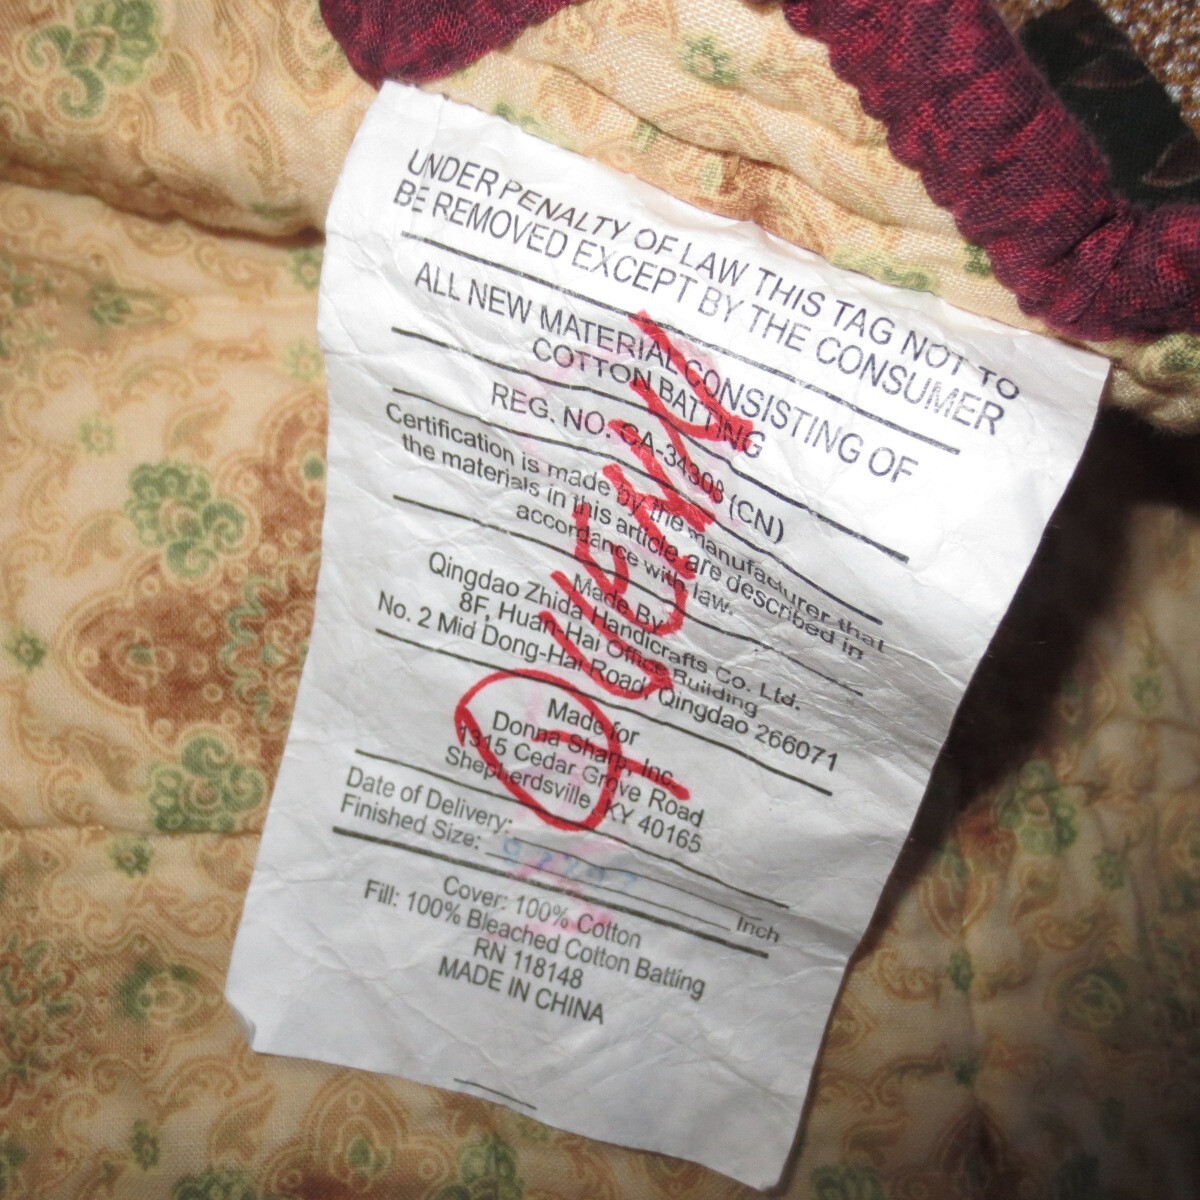 UNDER PENALTY OF LAW THIS TAG NOT TO
BE REMOVED EXCEPT BY THE CONSUMER
ALL NEW MATERIAL CONSISTING OF
COTTON BATTING
REG. NO. CA-34308 (CN)
Certification is made by the manufacturer that
the materials in this article are described in
accordance with law.
Made By
Qingdao Zhida Handicrafts Co. Ltd.
8F, Huan-Hai Office Building
No. 2 Mid Dong-Hai Road, Qingdao 266071
Made for
Donna Sharp, Inc.
1315 Cedar Grove Road
Shepherdsville, KY 40165
Date of Delivery:
Finished Size: Inch
Cover: 100% Cotton
Fill: 100% Bleached Cotton Batting
RN 118148
MADE IN CHINA